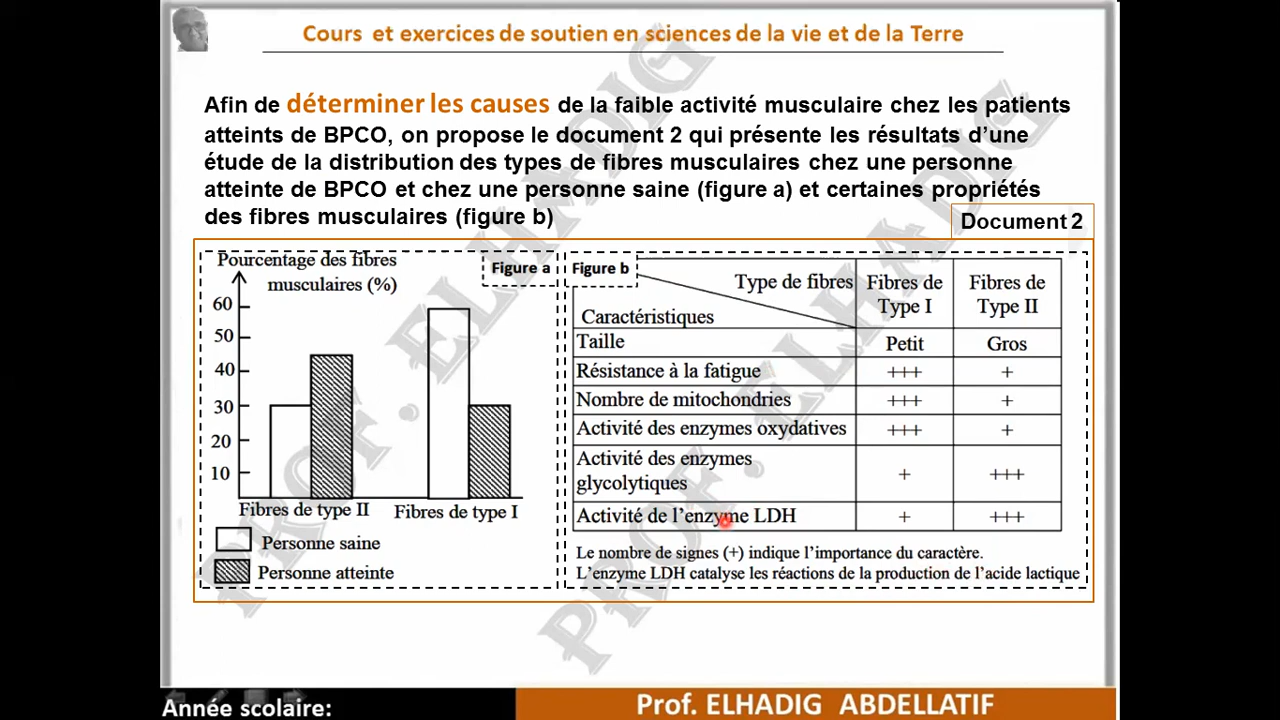 Cours et exercices de soutien en sciences de la vie et de la Terre
Afin de déterminer les causes de la faible activité musculaire chez les patients
atteints de BPCO, on propose le document 2 qui présente les résultats d'une
étude de la distribution des types de fibres musculaires chez une personne
atteinte de BPCO et chez une personne saine (figure a) et certaines propriétés
des fibres musculaires (figure b)
Document 2
Pourcentage des fibres
musculaires (%)
Figure a
60
50
40
30
20
10
Fibres de type II
Fibres de type I
Personne saine
Personne atteinte
Figure b
Type de fibres
Caractéristiques
Fibres de
Type I
Fibres de
Type II
Taille Petit Gros
Résistance à la fatigue +++ +
Nombre de mitochondries +++ +
Activité des enzymes oxydatives +++ +
Activité des enzymes
glycolytiques + +++
Activité de l'enzyme LDH + +++
Le nombre de signes (+) indique l'importance du caractère.
L'enzyme LDH catalyse les réactions de la production de l'acide lactique
PROF. ELHADIG
PROF. ELHADIG
Année scolaire:
Prof. ELHADIG ABDELLATIF